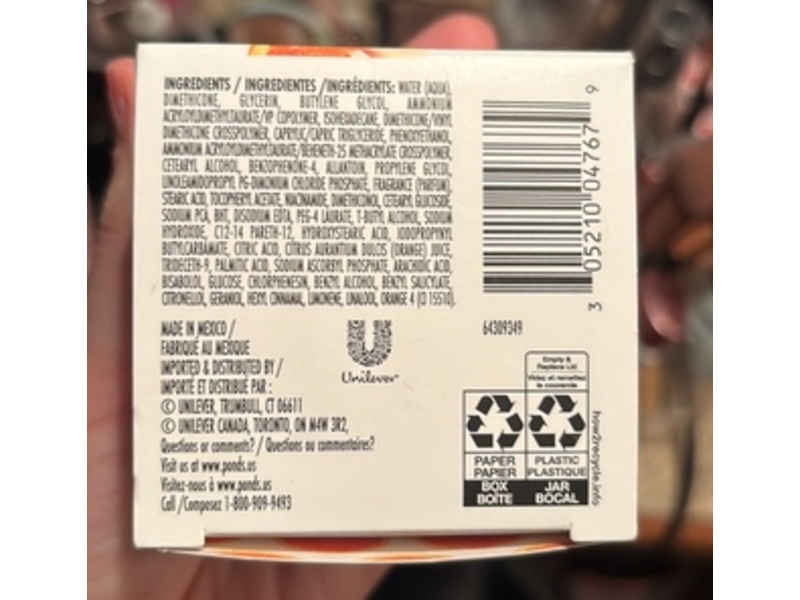 INGREDIENTS / INGREDIENTES /INGRÉDIENTS: WATER (AQUA),
DIMETHICONE, GLYCERIN, BUTYLENE GLYCOL, AMMONIUM
ACRYLOYLDIMETHYLTAURATE/VP COPOLYMER, ISOHEXADECANE, DIMETHICONE/VINYL
DIMETHICONE CROSSPOLYMER, CAPRYLIC/CAPRIC TRIGLYCERIDE, PHENOXYETHANOL,
AMMONIUM ACRYLOYLDIMETHYLTAURATE/BEHENETH-25 METHACRYLATE CROSSPOLYMER,
CETEARYL ALCOHOL, BENZOPHENONE-4, ALLANTOIN, PROPYLENE GLYCOL,
LINOLEAMIDOPROPYL PG-DIMONIUM CHLORIDE PHOSPHATE, FRAGRANCE (PARFUM),
STEARIC ACID, TOCOPHERYL ACETATE, NIACINAMIDE, DIMETHICONOL, CETEARYL GLUCOSIDE,
SODIUM PCA, BHT, DISODIUM EDTA, PEG-4 LAURATE, T-BUTYL ALCOHOL, SODIUM
HYDROXIDE, C12-14 PARETH-12, HYDROXYSTEARIC ACID, IODOPROPYNYL
BUTYLCARBAMATE, CITRIC ACID, CITRUS AURANTIUM DULCIS (ORANGE) JUICE,
TRIDECETH-9, PALMITIC ACID, SODIUM ASCORBYL PHOSPHATE, ARACHIDIC ACID,
BISABOLOL, GLUCOSE, CHLORPHENESIN, BENZYL ALCOHOL, BENZYL SALICYLATE,
CITRONELLOL, GERANIOL, HEXYL CINNAMAL, LIMONENE, LINALOOL, ORANGE 4 (CI 15510).
3 05210 04767 9
64309349
MADE IN MEXICO /
FABRIQUÉ AU MEXIQUE
IMPORTED & DISTRIBUTED BY /
IMPORTÉ ET DISTRIBUÉ PAR :
© UNILEVER, TRUMBULL, CT 06611
© UNILEVER CANADA, TORONTO, ON M4W 3R2,
Questions or comments? / Questions ou commentaires?
Visit us at www.ponds.us
Visitez-nous à www.ponds.us
Call /Composez 1-800-909-9493
Unilever
Empty &
Replace Lid
Videz et remettez
le couvercle
PAPER
PAPIER
BOX
BOÎTE
PLASTIC
PLASTIQUE
JAR
BOCAL
how2recycle.info